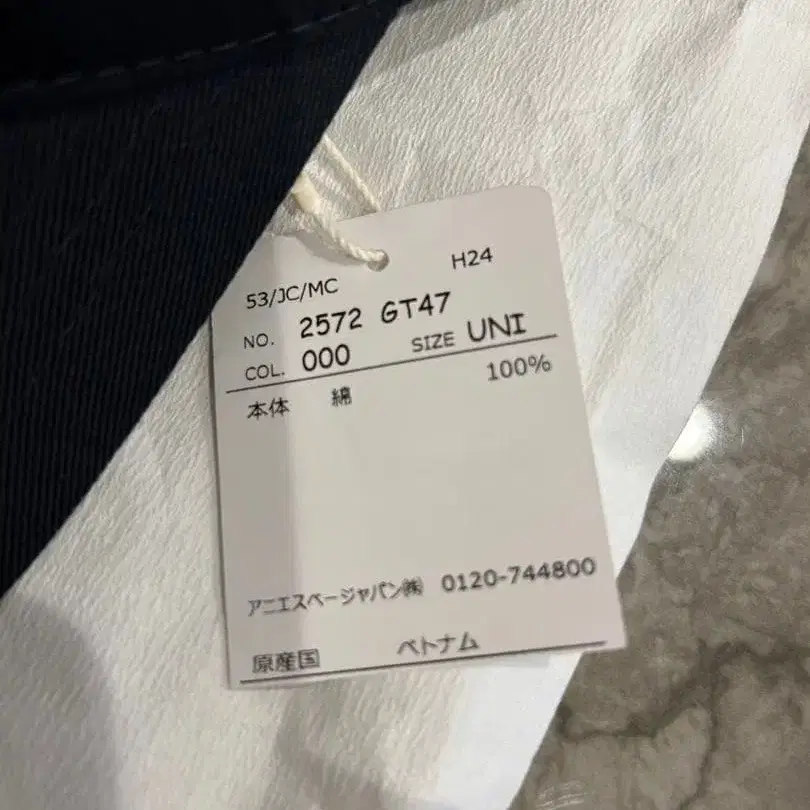 53/JC/MC H24
NO. 2572 GT47
COL. 000 SIZE UNI
本体 綿 100%
アニエスベージャパン㈱ 0120-744800
原産国 ベトナム